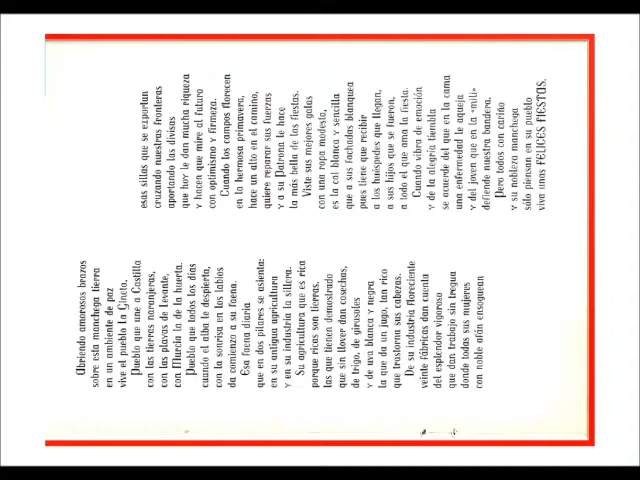 Abriendo amorosos brazos
sobre esta manchega tierra
en un ambiente de paz
vive el pueblo La Gineta,
Pueblo que une a Castilla
con las tierras naranjeras,
con las playas de Levante,
con Murcia la de la huerta.
Pueblo que todos los días
cuando el alba le despierta,
con la sonrisa en los labios
da comienzo a su faena.
Esa faena diaria
que en dos pilares se asienta:
en su antigua agricultura
y en su industria la sillera.
Su agricultura que es rica
porque ricas son tierras,
las que tienen demostrado
que sin llover dan cosechas,
de trigo, de girasoles
y de uva blanca y negra
la que da un jugo, tan rico
que trastorna sus cabezas.
De su industria floreciente
veinte fábricas dan cuenta
del esplendor vigoroso
que dan trabajo sin tregua
donde todas sus mujeres
con noble afán ensoguean
esas sillas que se exportan
cruzando nuestras fronteras
aportando las divisas
que hoy le dan mucha riqueza
y hacen que mire al futuro
con optimismo y firmeza.
Cuando los campos florecen
en la hermosa primavera,
hace un alto en el camino,
quiere reparar sus fuerzas
y a su Patrona le hace
la más bella de las fiestas.
Viste sus mejores galas
con una ropa modesta,
es la cal blanca y sencilla
que a sus fachadas blanquea
pues tiene que recibir
a los huéspedes que llegan,
a sus hijos que se fueron,
a todo el que ama la fiesta.
Cuando vibra de emoción
y de la alegría tiembla
se acuerde del que en la cama
una enfermedad le aqueja
y del joven que en la «mili»
defiende nuestra bandera.
Pero todos con cariño
y su nobleza manchega
sólo piensan en su pueblo
viva unas FELICES FIESTAS.